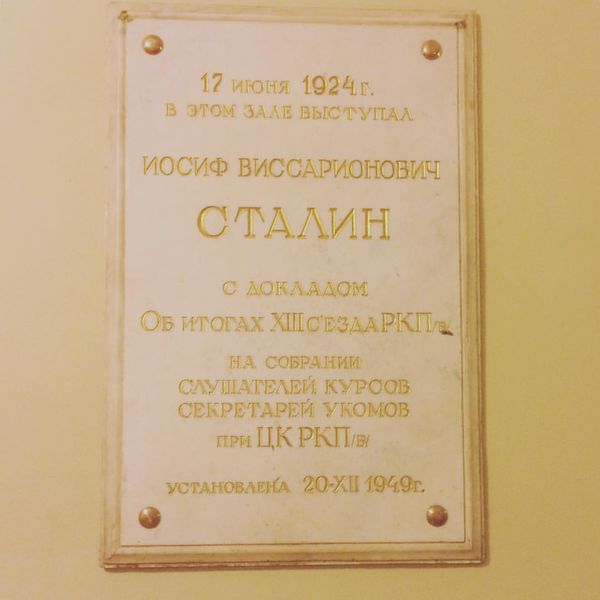 17 ИЮНЯ 1924 Г.
В ЭТОМ ЗАЛЕ ВЫСТУПАЛ
ИОСИФ ВИССАРИОНОВИЧ
СТАЛИН
С ДОКЛАДОМ
ОБ ИТОГАХ XIII С'ЕЗДА РКП/Б/
НА СОБРАНИИ
СЛУШАТЕЛЕЙ КУРСОВ
СЕКРЕТАРЕЙ УКОМОВ
ПРИ ЦК РКП/Б/
УСТАНОВЛЕНА 20-XII 1949г.